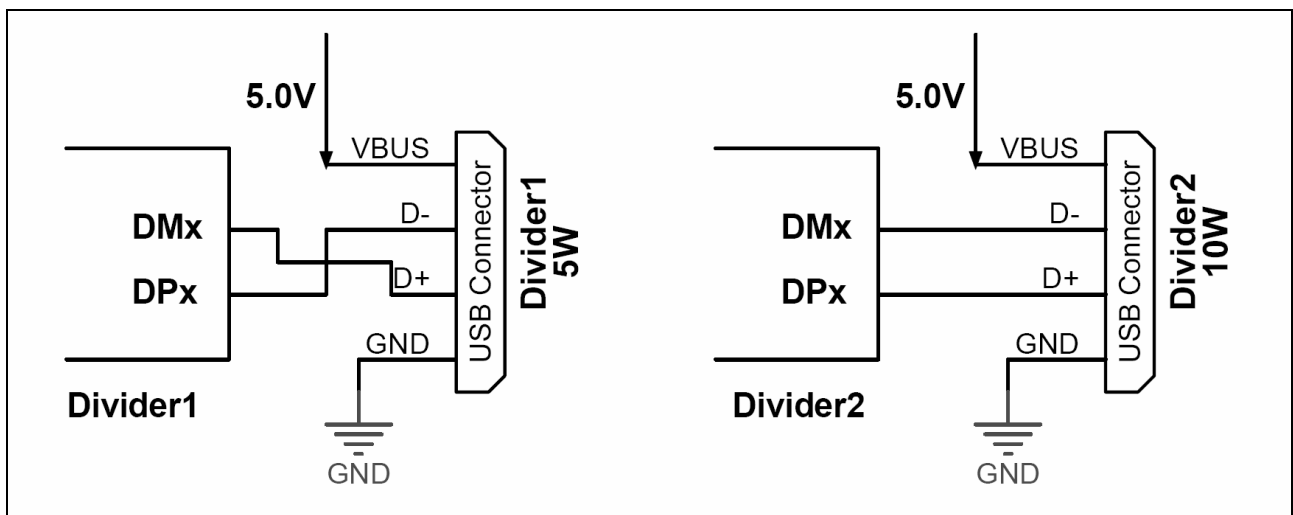 5.0V
VBUS
D-
D+
GND
DMx
DPx
USB Connector
Divider1
5W
Divider1
GND
5.0V
VBUS
D-
D+
GND
DMx
DPx
USB Connector
Divider2
10W
Divider2
GND